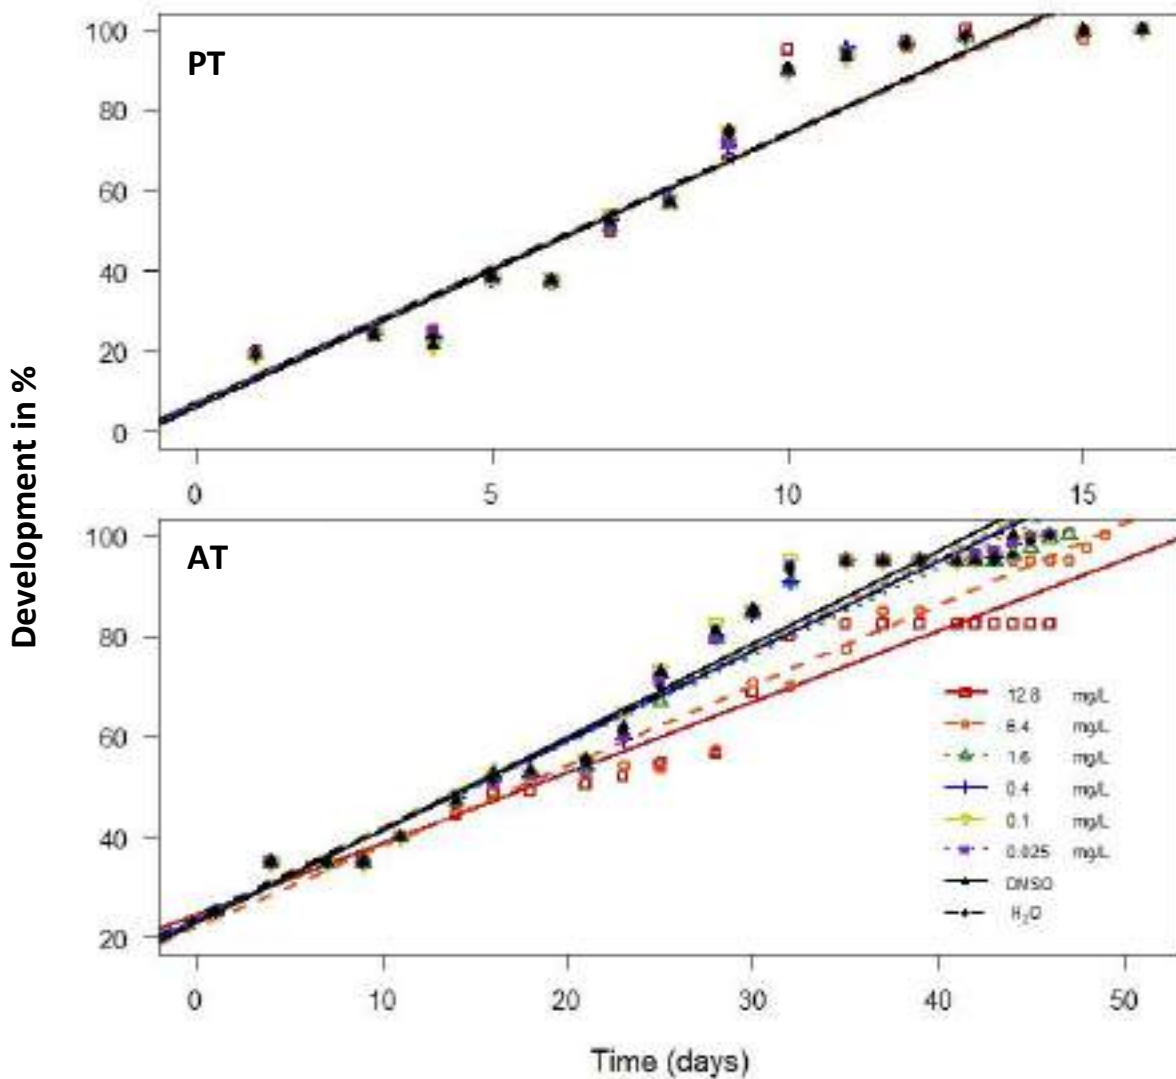 PT
100
80
60
40
20
0
0 5 10 15
Development in %
AT
100
80
60
40
20
12.8 mg/L
6.4 mg/L
1.6 mg/L
0.4 mg/L
0.1 mg/L
0.025 mg/L
DMSO
H₂O
0 10 20 30 40 50
Time (days)